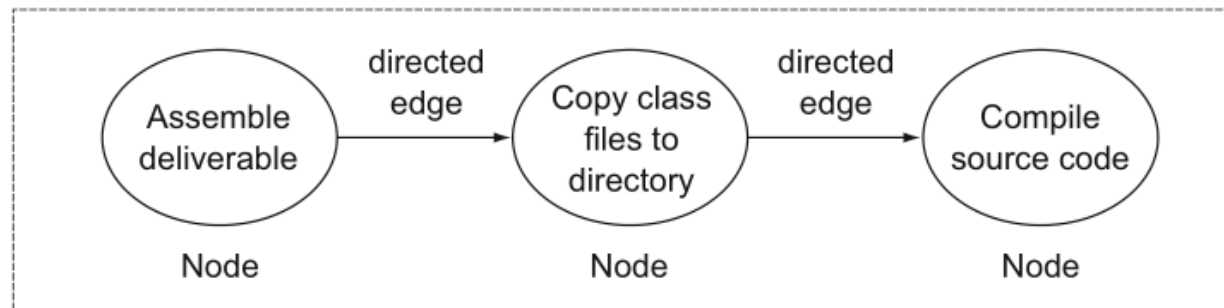 Assemble
deliverable
directed
edge
Copy class
files to
directory
directed
edge
Compile
source code
Node
Node
Node